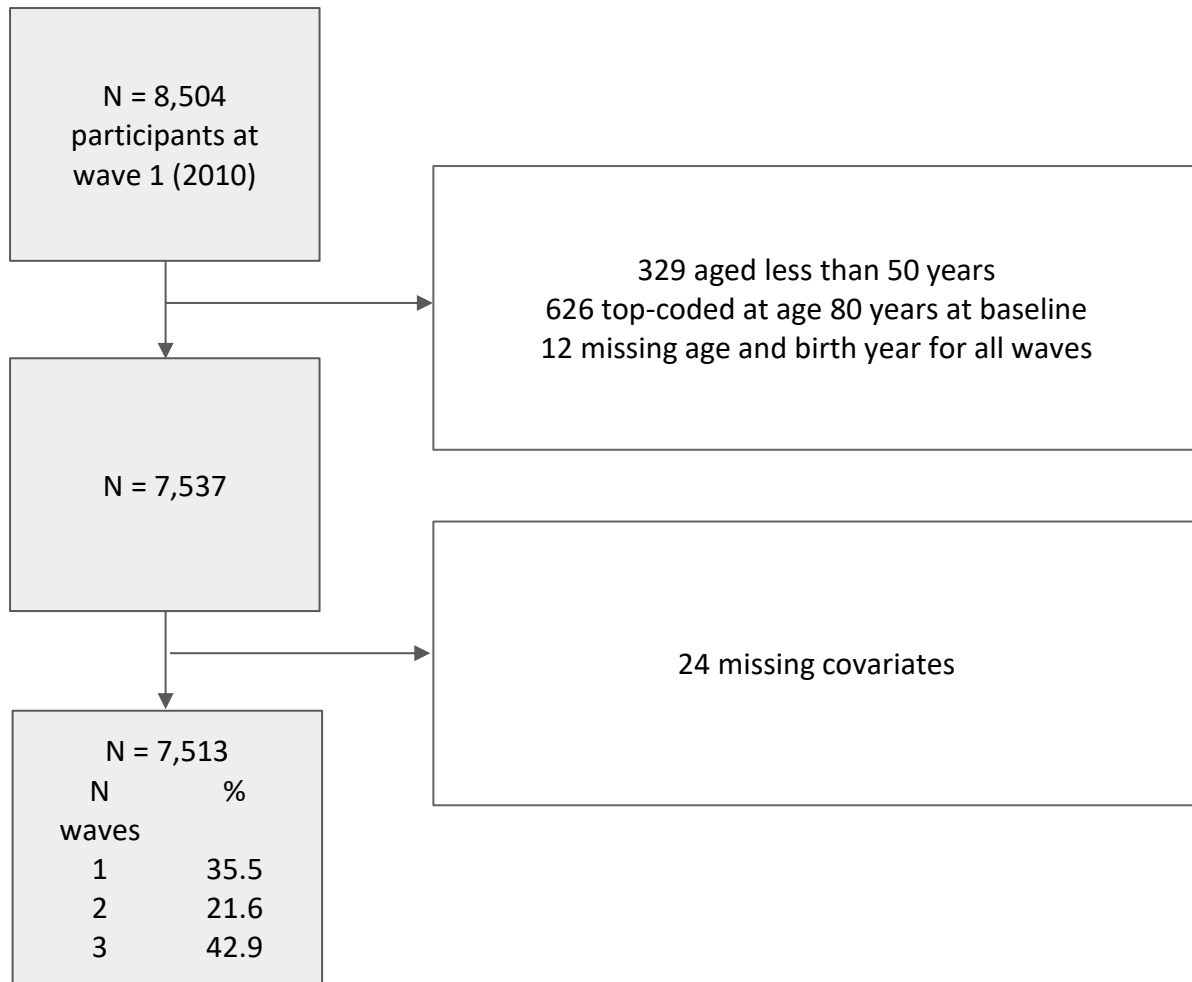 N = 8,504
participants at
wave 1 (2010)
329 aged less than 50 years
626 top-coded at age 80 years at baseline
12 missing age and birth year for all waves
N = 7,537
24 missing covariates
N = 7,513
N %
waves
1 35.5
2 21.6
3 42.9